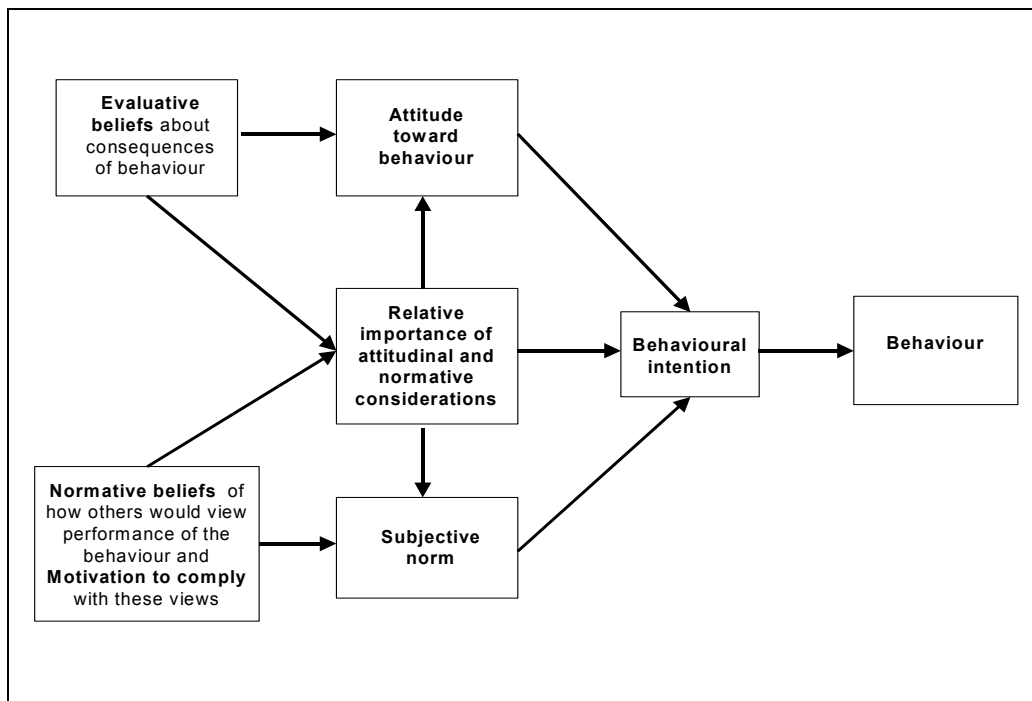 Evaluative
beliefs about
consequences
of behaviour
Attitude
toward
behaviour
Relative
importance of
attitudinal and
normative
considerations
Behavioural
intention
Behaviour
Normative beliefs of
how others would view
performance of the
behaviour and
Motivation to comply
with these views
Subjective
norm